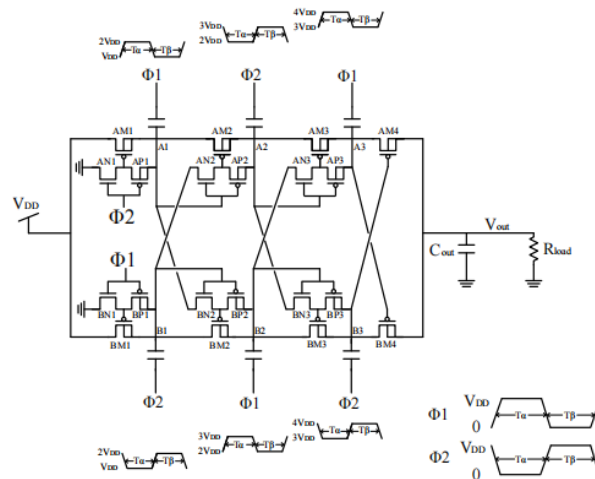 4VDD
3VDD
Tα Tβ
3VDD
2VDD
Tα Tβ
2VDD
VDD
Tα Tβ
Φ1 Φ2 Φ1
AM1 AM2 AM3 AM4
A1 A2 A3
AN1 AP1 AN2 AP2 AN3 AP3
Φ2
VDD
Vout
Cout
Rload
Φ1
BN1 BP1 BN2 BP2 BN3 BP3
B1 B2 B3
BM1 BM2 BM3 BM4
Φ2 Φ1 Φ2
4VDD
3VDD
Tα Tβ
3VDD
2VDD
Tα Tβ
2VDD
VDD
Tα Tβ
Φ1 VDD
0
Tα Tβ
Φ2 VDD
0
Tα Tβ